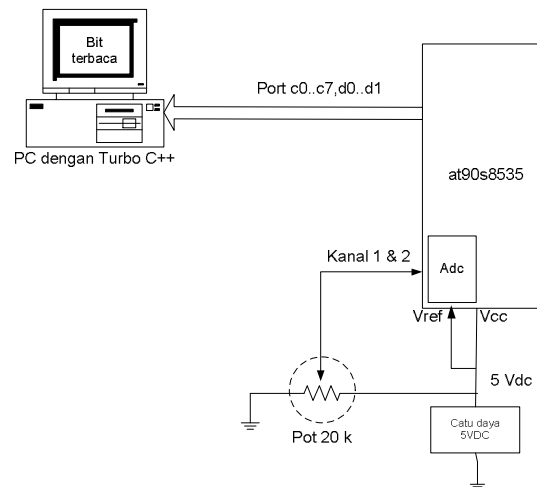 Bit
terbaca
Port c0..c7,d0..d1
PC dengan Turbo C++
at90s8535
Kanal 1 & 2
Adc
Vref
Vcc
5 Vdc
Pot 20 k
Catu daya
5VDC